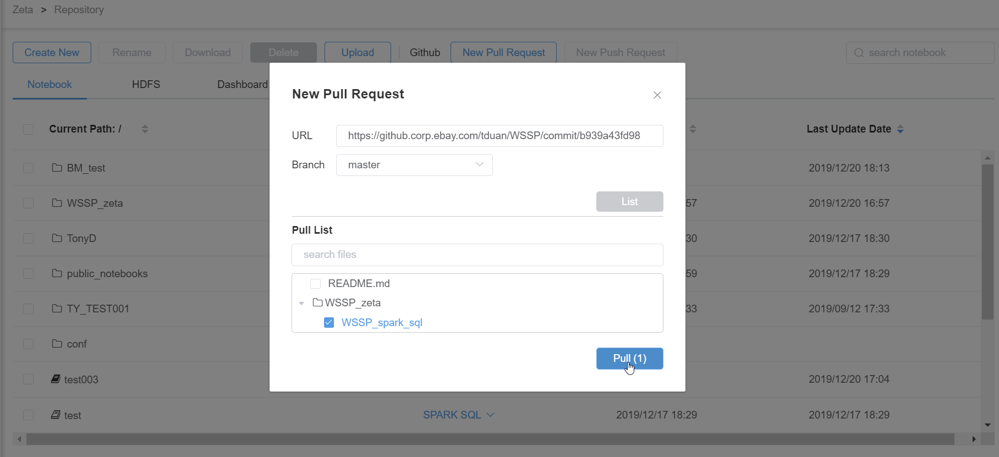 Zeta > Repository
Create New Rename Download Delete Upload Github New Pull Request New Push Request search notebook
Notebook HDFS Dashboard
New Pull Request
URL https://github.corp.ebay.com/tduan/WSSP/commit/b939a43fd98
Branch master
List
Pull List
search files
README.md
WSSP_zeta
WSSP_spark_sql
Pull (1)
Current Path: / Last Update Date
BM_test 2019/12/20 18:13
WSSP_zeta 57 2019/12/20 16:57
TonyD 30 2019/12/17 18:30
public_notebooks 59 2019/12/17 18:29
TY_TEST001 33 2019/09/12 17:33
conf
test003 2019/12/20 17:04
test SPARK SQL 2019/12/17 18:29 2019/12/17 18:29